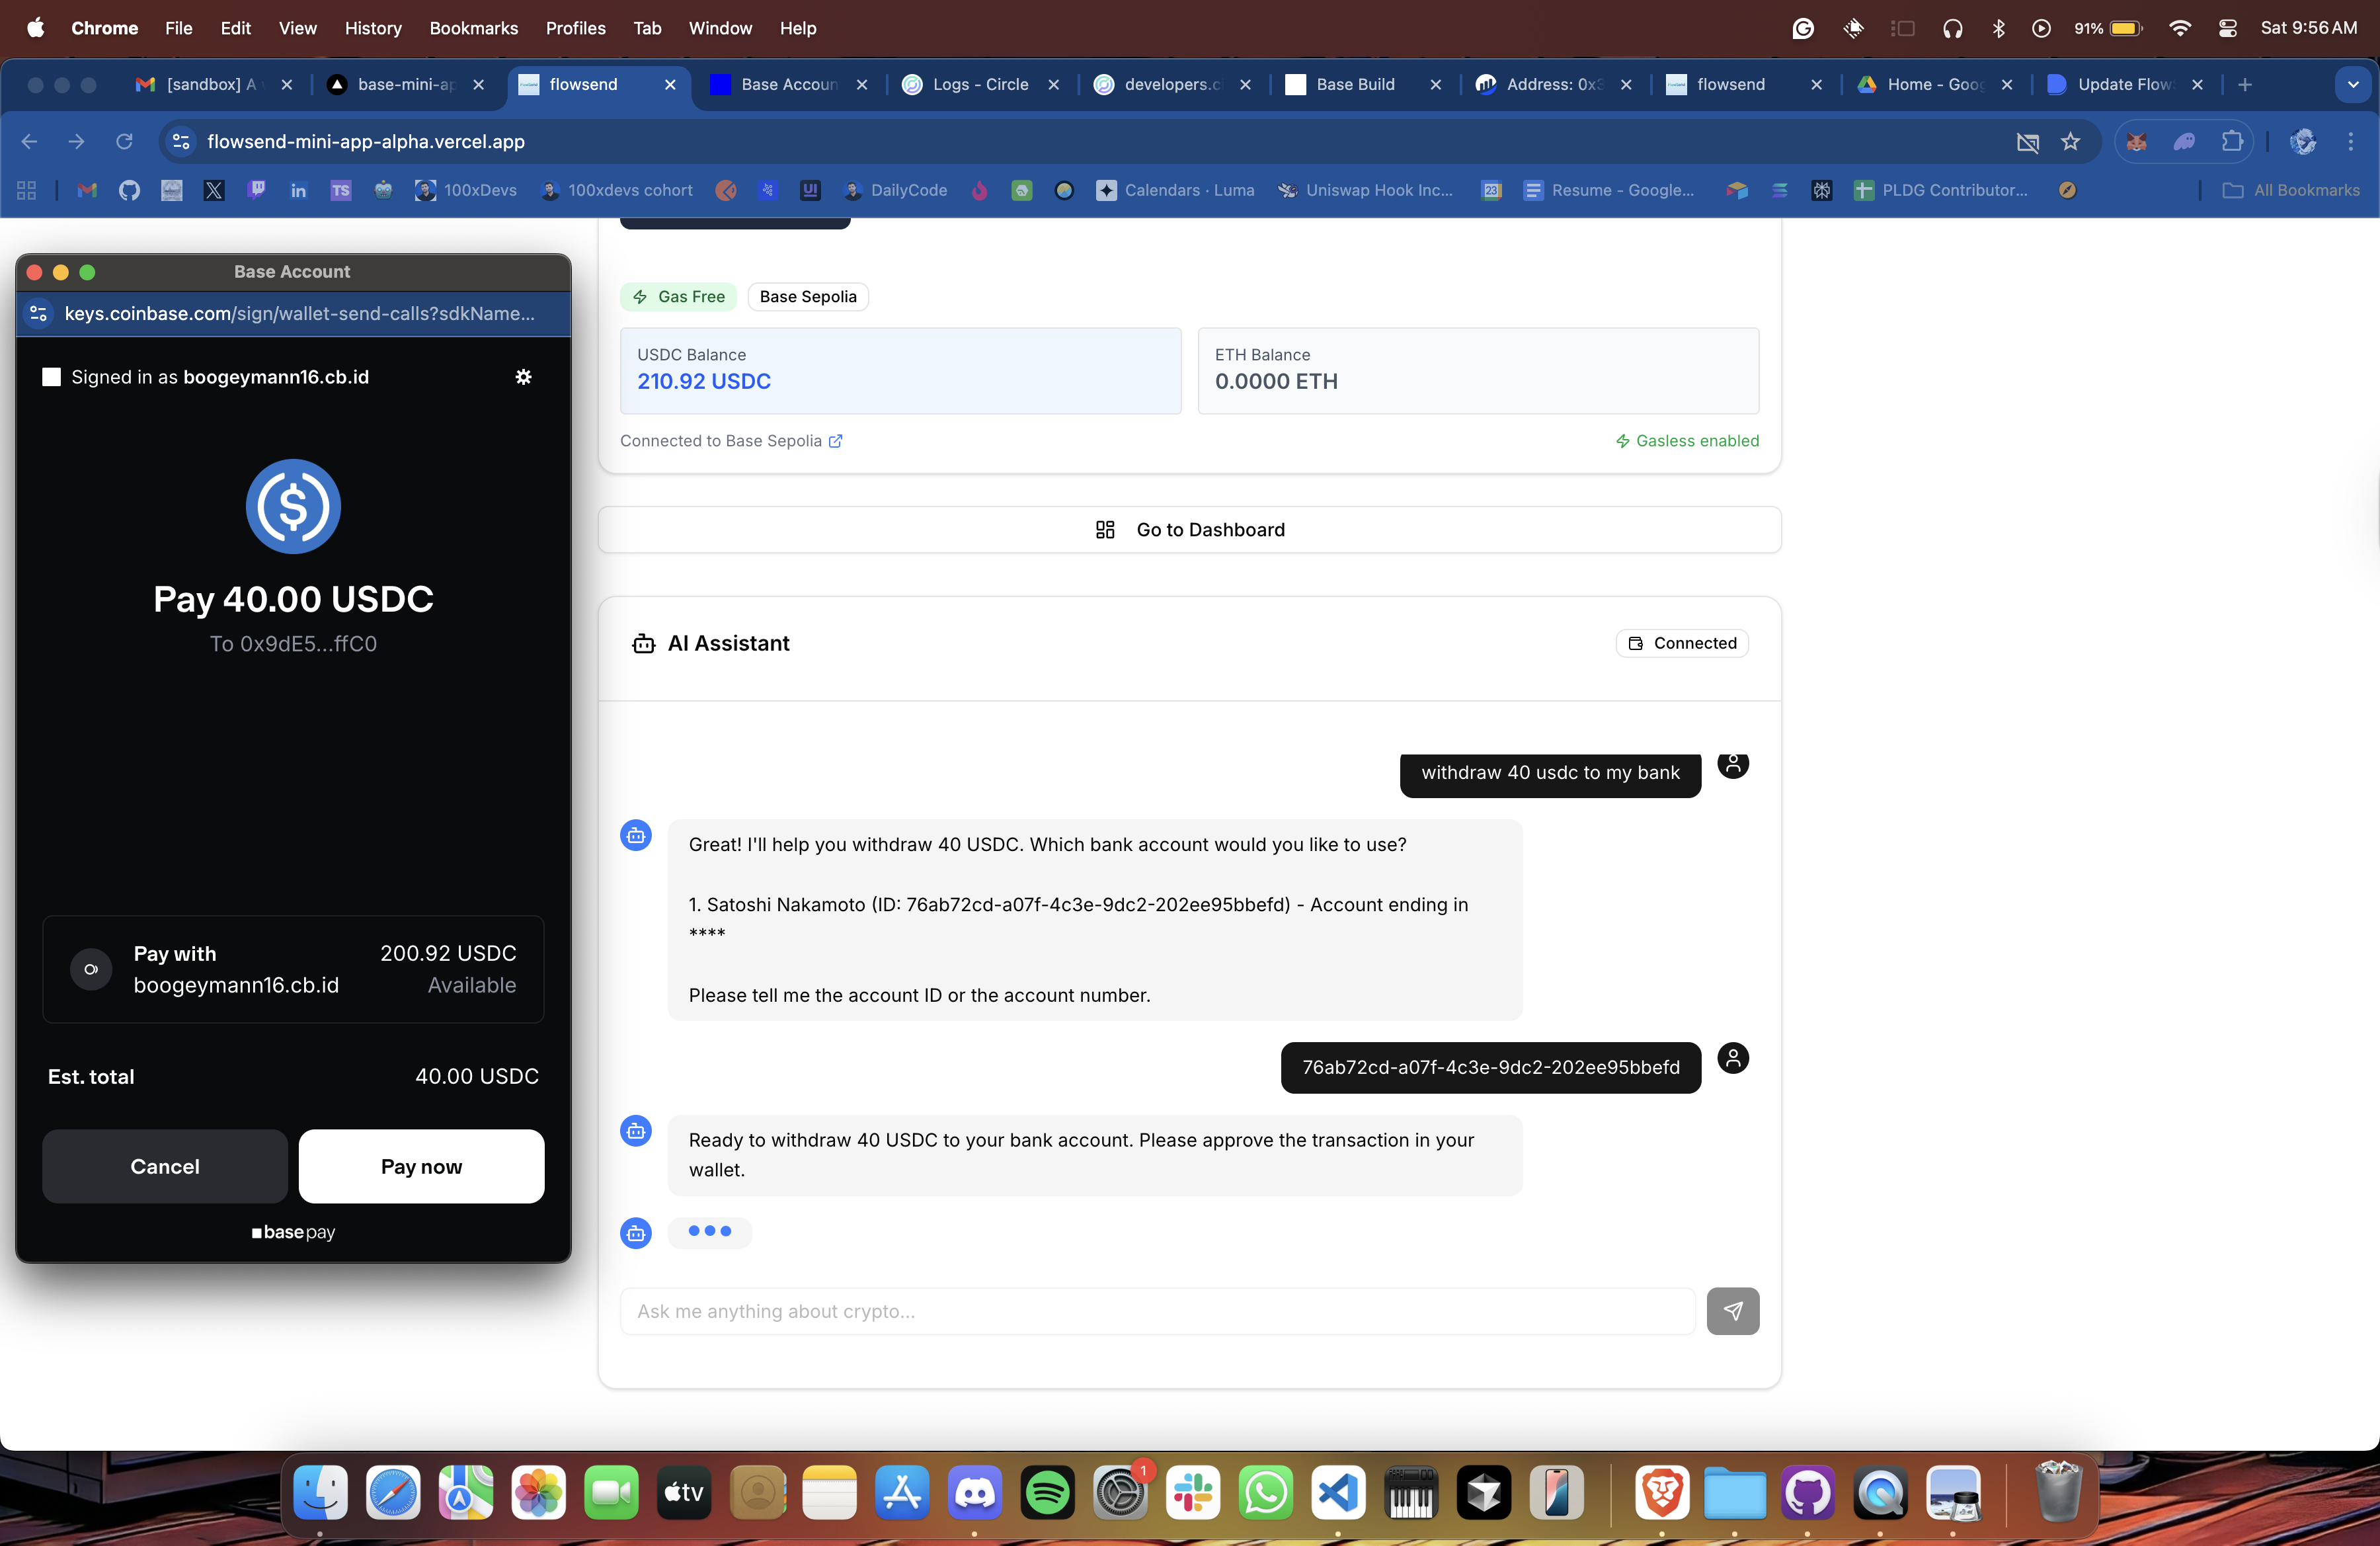 Chrome File Edit View History Bookmarks Profiles Tab Window Help 91% Sat 9:56 AM
[sandbox] A base-mini-ap flowsend Base Accoun Logs - Circle developers.c Base Build Address: 0x3 flowsend Home - Goog Update Flow
flowsend-mini-app-alpha.vercel.app
100xDevs 100xdevs cohort DailyCode Calendars · Luma Uniswap Hook Inc... Resume - Google... PLDG Contributor... All Bookmarks
Base Account
keys.coinbase.com/sign/wallet-send-calls?sdkName...
Signed in as boogeymann16.cb.id
Pay 40.00 USDC
To 0x9dE5...ffC0
Pay with 200.92 USDC
boogeymann16.cb.id Available
Est. total 40.00 USDC
Cancel Pay now
base pay
Gas Free Base Sepolia
USDC Balance
210.92 USDC
ETH Balance
0.0000 ETH
Connected to Base Sepolia
Gasless enabled
Go to Dashboard
AI Assistant
Connected
withdraw 40 usdc to my bank
Great! I'll help you withdraw 40 USDC. Which bank account would you like to use?
1. Satoshi Nakamoto (ID: 76ab72cd-a07f-4c3e-9dc2-202ee95bbefd) - Account ending in
****
Please tell me the account ID or the account number.
76ab72cd-a07f-4c3e-9dc2-202ee95bbefd
Ready to withdraw 40 USDC to your bank account. Please approve the transaction in your
wallet.
Ask me anything about crypto...
tv
1